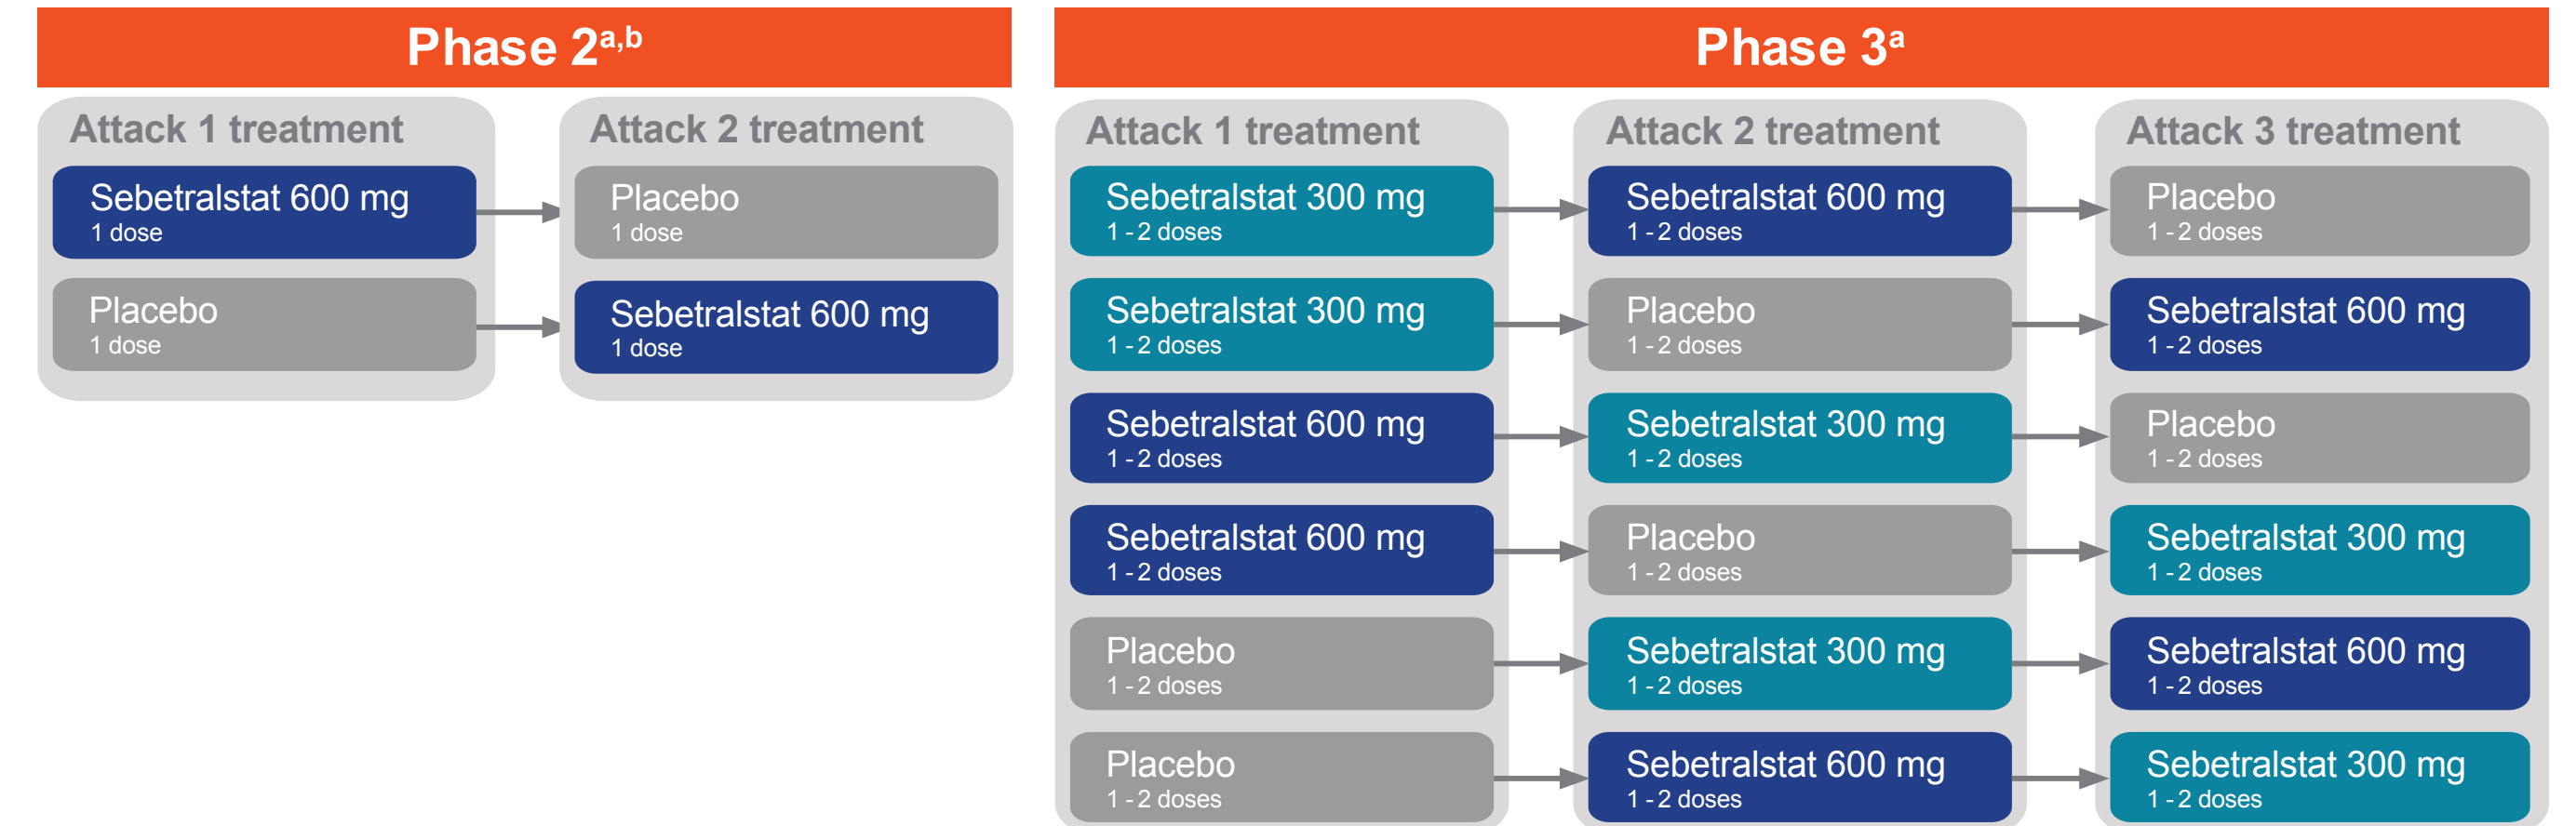 Phase 2a,b
Attack 1 treatment
Sebetralstat 600 mg
1 dose
Placebo
1 dose
Attack 2 treatment
Placebo
1 dose
Sebetralstat 600 mg
1 dose
Phase 3a
Attack 1 treatment
Sebetralstat 300 mg
1 - 2 doses
Sebetralstat 300 mg
1 - 2 doses
Sebetralstat 600 mg
1 - 2 doses
Sebetralstat 600 mg
1 - 2 doses
Placebo
1 - 2 doses
Placebo
1 - 2 doses
Attack 2 treatment
Sebetralstat 600 mg
1 - 2 doses
Placebo
1 - 2 doses
Sebetralstat 300 mg
1 - 2 doses
Placebo
1 - 2 doses
Sebetralstat 300 mg
1 - 2 doses
Sebetralstat 600 mg
1 - 2 doses
Attack 3 treatment
Placebo
1 - 2 doses
Sebetralstat 600 mg
1 - 2 doses
Placebo
1 - 2 doses
Sebetralstat 300 mg
1 - 2 doses
Sebetralstat 600 mg
1 - 2 doses
Sebetralstat 300 mg
1 - 2 doses